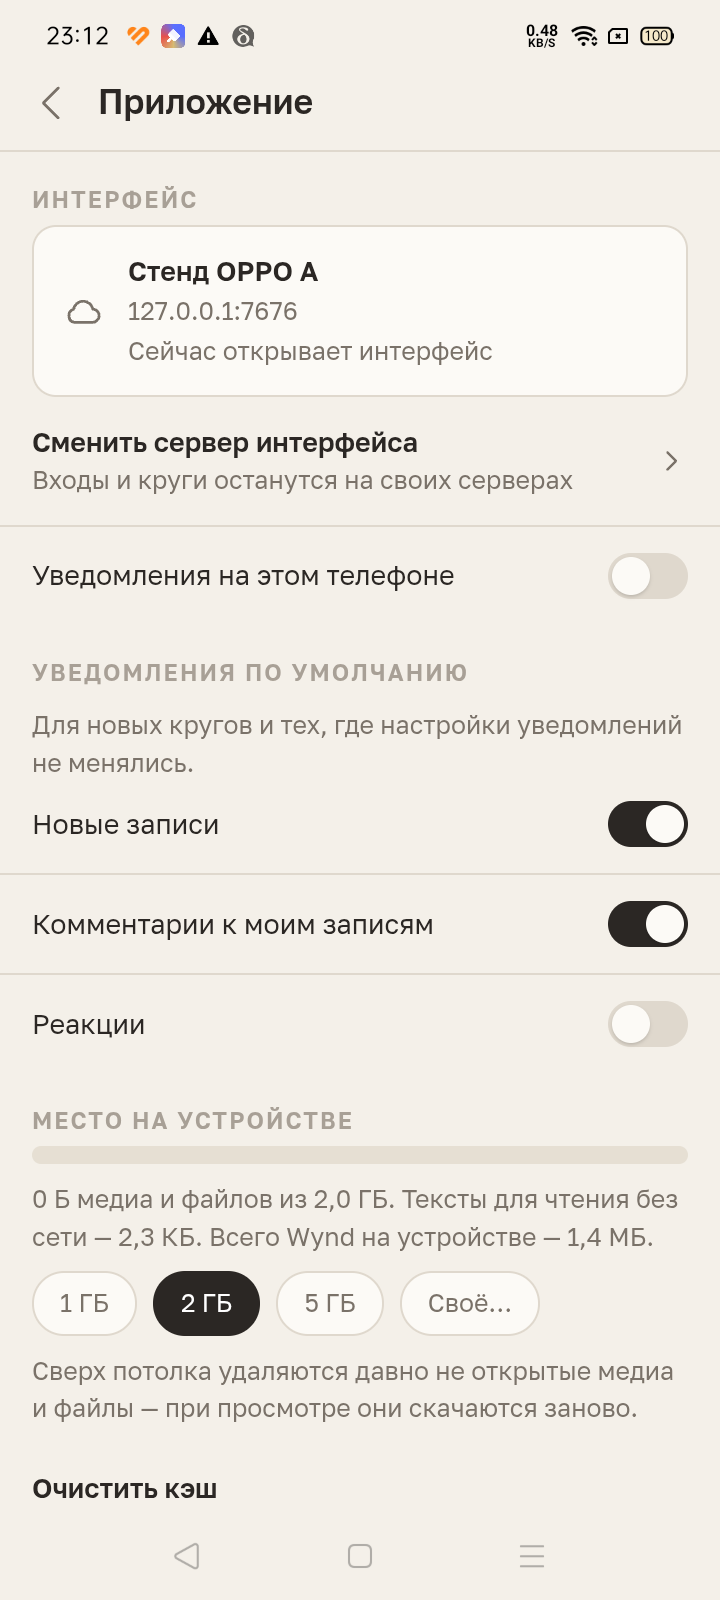 23:12
0.48
KB/S
100
Приложение
ИНТЕРФЕЙС
Стенд OPPO A
127.0.0.1:7676
Сейчас открывает интерфейс
Сменить сервер интерфейса
Входы и круги останутся на своих серверах
Уведомления на этом телефоне
УВЕДОМЛЕНИЯ ПО УМОЛЧАНИЮ
Для новых кругов и тех, где настройки уведомлений
не менялись.
Новые записи
Комментарии к моим записям
Реакции
МЕСТО НА УСТРОЙСТВЕ
0 Б медиа и файлов из 2,0 ГБ. Тексты для чтения без
сети — 2,3 КБ. Всего Wynd на устройстве — 1,4 МБ.
1 ГБ
2 ГБ
5 ГБ
Своё...
Сверх потолка удаляются давно не открытые медиа
и файлы — при просмотре они скачаются заново.
Очистить кэш